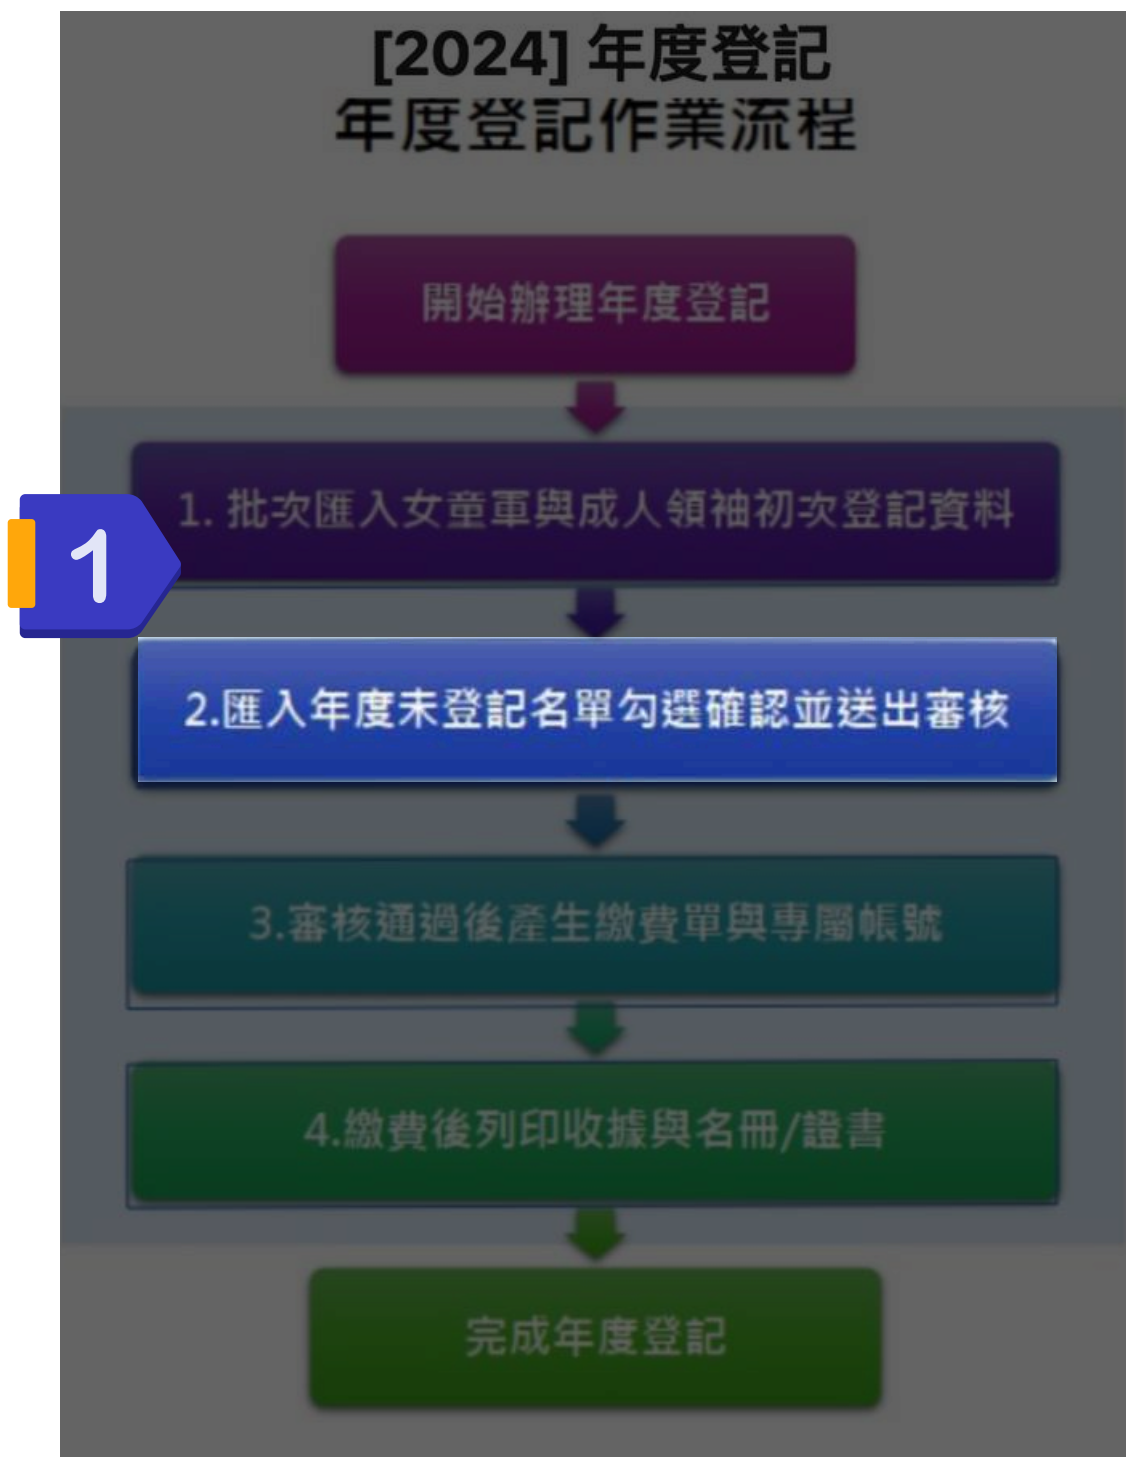 [2024] 年度登記
年度登記作業流程
開始辦理年度登記
1. 批次匯入女童軍與成人領袖初次登記資料
1
2.匯入年度未登記名單勾選確認並送出審核
3.審核通過後產生繳費單與專屬帳號
4.繳費後列印收據與名冊/證書
完成年度登記